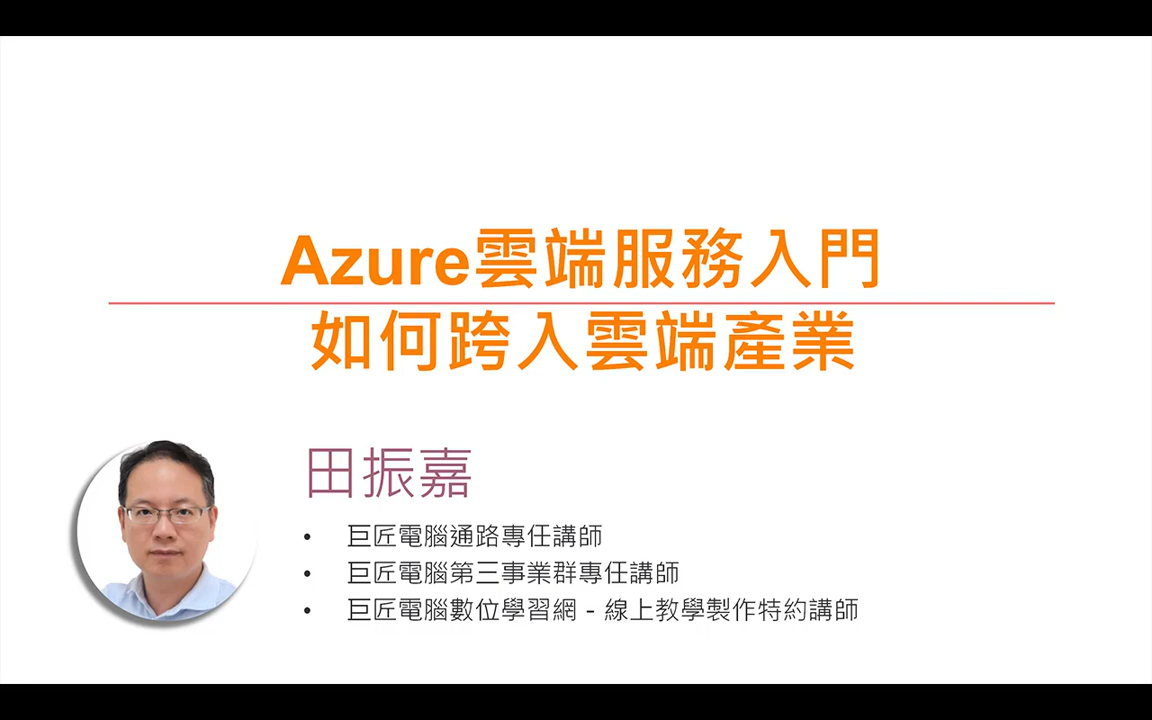 Azure雲端服務入門
如何跨入雲端產業
田振嘉
• 巨匠電腦通路專任講師
• 巨匠電腦第三事業群專任講師
• 巨匠電腦數位學習網 - 線上教學製作特約講師